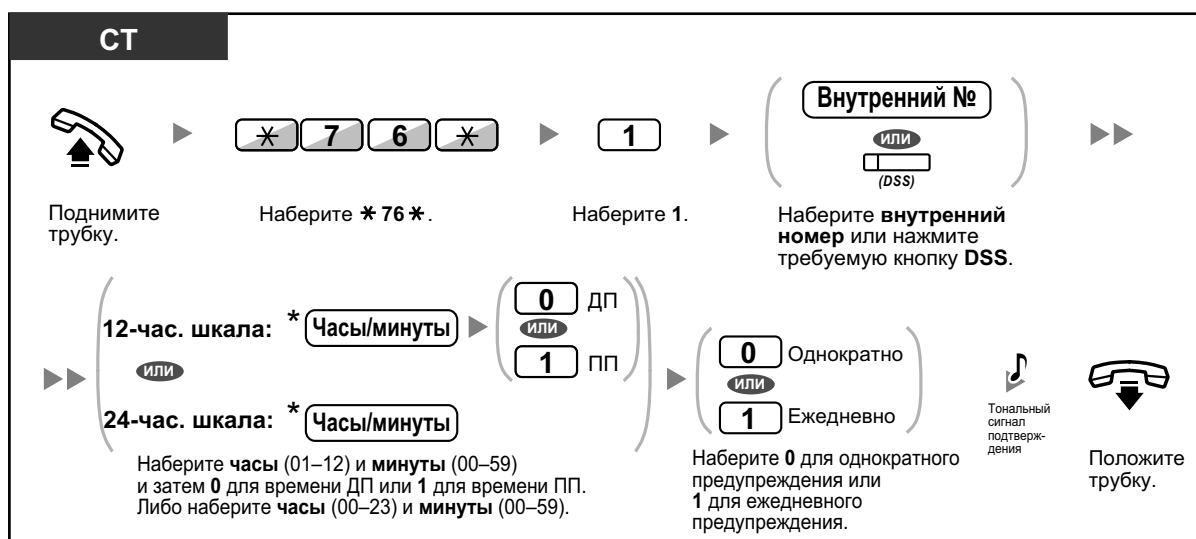 СТ
✳ 7 6 ✳
1
Внутренний №
или
(DSS)
Поднимите
трубку.
Наберите ✳ 76 ✳ .
Наберите 1.
Наберите внутренний
номер или нажмите
требуемую кнопку DSS.
12-час. шкала: * Часы/минуты
0 ДП
или
1 ПП
или
24-час. шкала: * Часы/минуты
Наберите часы (01–12) и минуты (00–59)
и затем 0 для времени ДП или 1 для времени ПП.
Либо наберите часы (00–23) и минуты (00–59).
0 Однократно
или
1 Ежедневно
Наберите 0 для однократного
предупреждения или
1 для ежедневного
предупреждения.
Тональный
сигнал
подтверж-
дения
Положите
трубку.